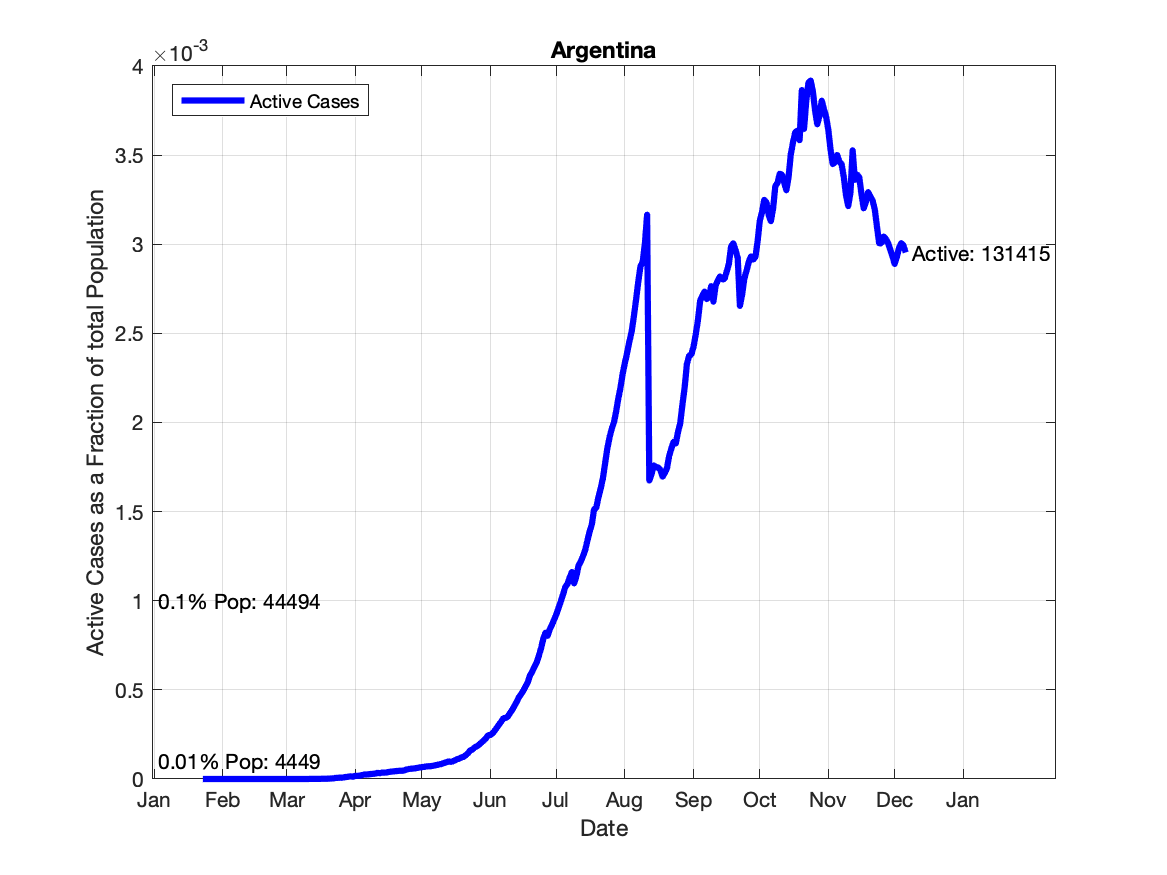 Argentina
×10-3
Active Cases
4
3.5
3
2.5
2
1.5
1
0.5
0
Active Cases as a Fraction of total Population
Active: 131415
0.1% Pop: 44494
0.01% Pop: 4449
Jan Feb Mar Apr May Jun Jul Aug Sep Oct Nov Dec Jan
Date